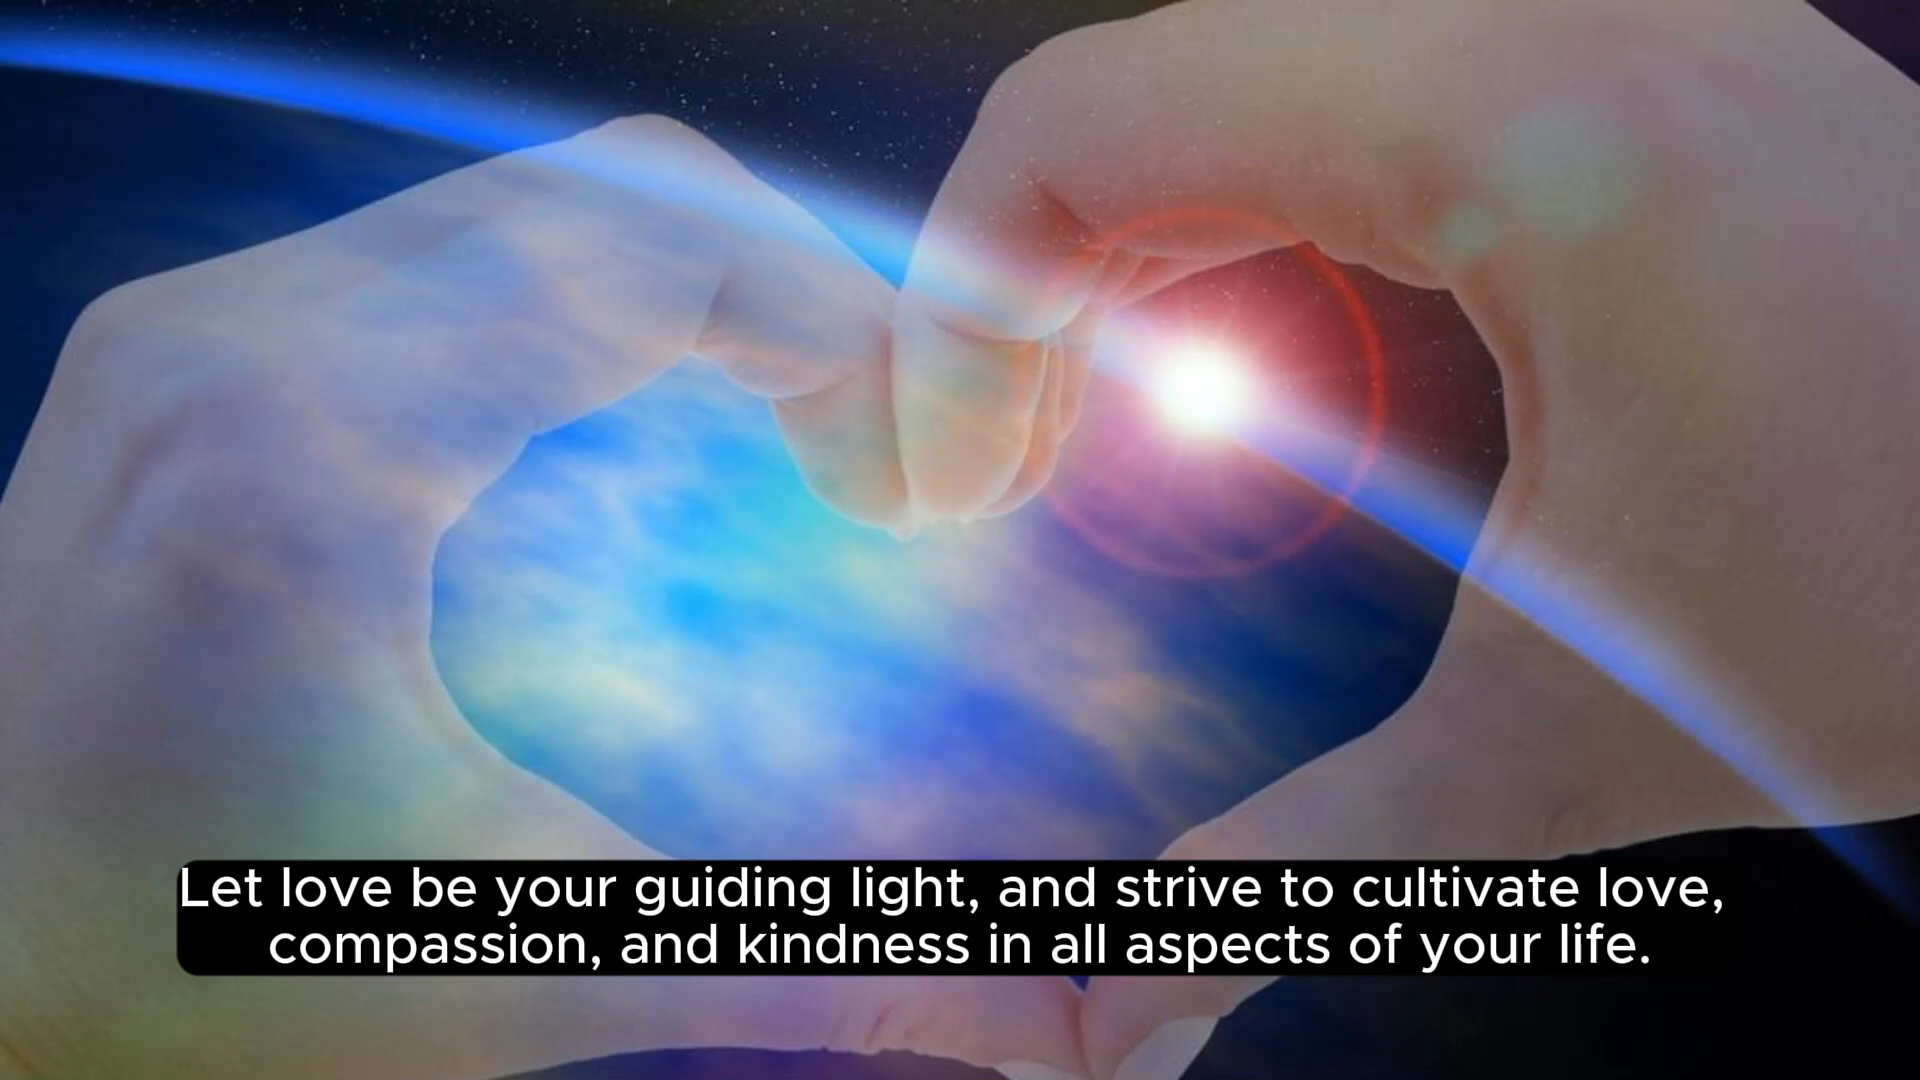 Let love be your guiding light, and strive to cultivate love,
compassion, and kindness in all aspects of your life.